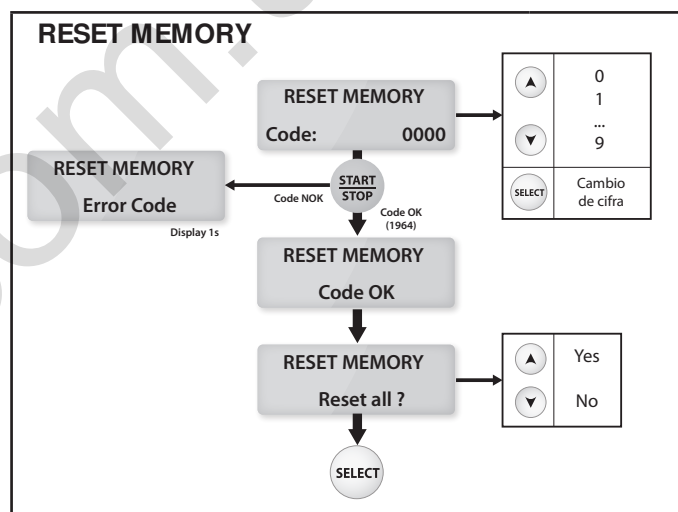 RESET MEMORY
RESET MEMORY
Code: 0000
0
1
...
9
SELECT
Cambio
de cifra
RESET MEMORY
Error Code
Display 1s
Code NOK
START
STOP
Code OK
(1964)
RESET MEMORY
Code OK
RESET MEMORY
Reset all ?
Yes
No
SELECT